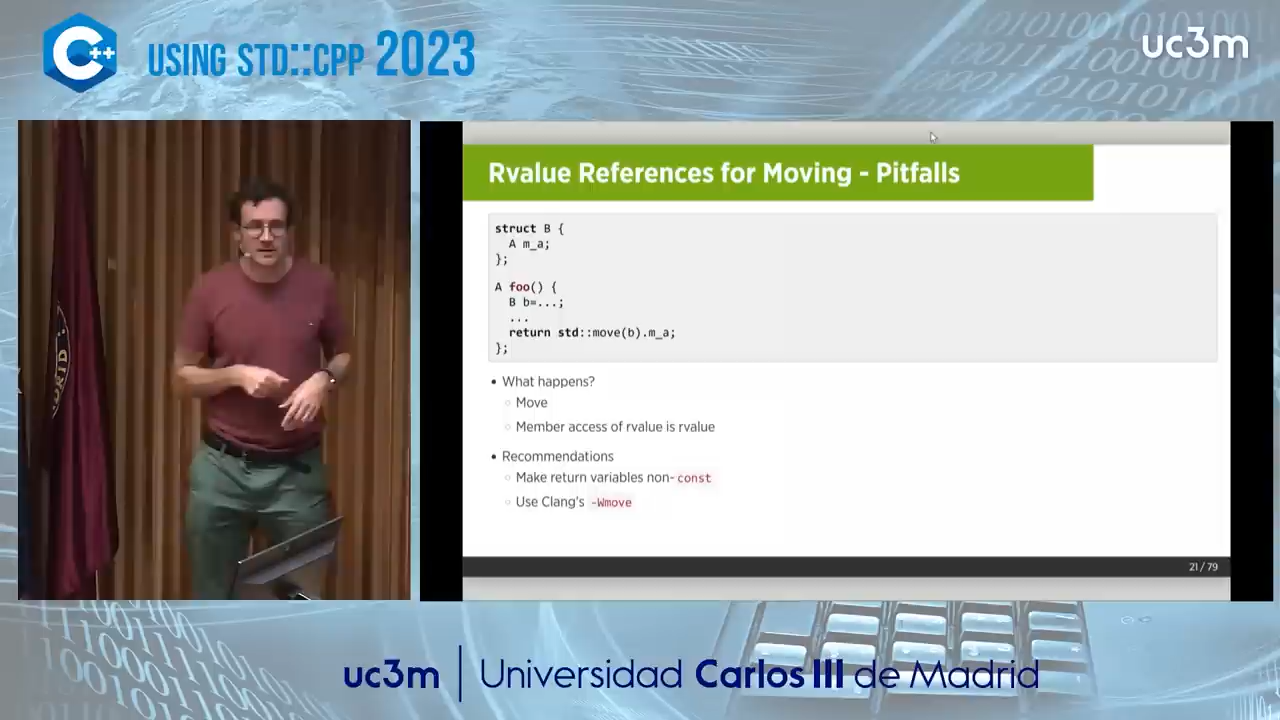 C++
USING STD::CPP 2023
uc3m
Rvalue References for Moving - Pitfalls
struct B {
A m_a;
};
A foo() {
B b=...;
...
return std::move(b).m_a;
};
• What happens?
○ Move
○ Member access of rvalue is rvalue
• Recommendations
○ Make return variables non-const
○ Use Clang's -Wmove
21 / 79
uc3m | Universidad Carlos III de Madrid